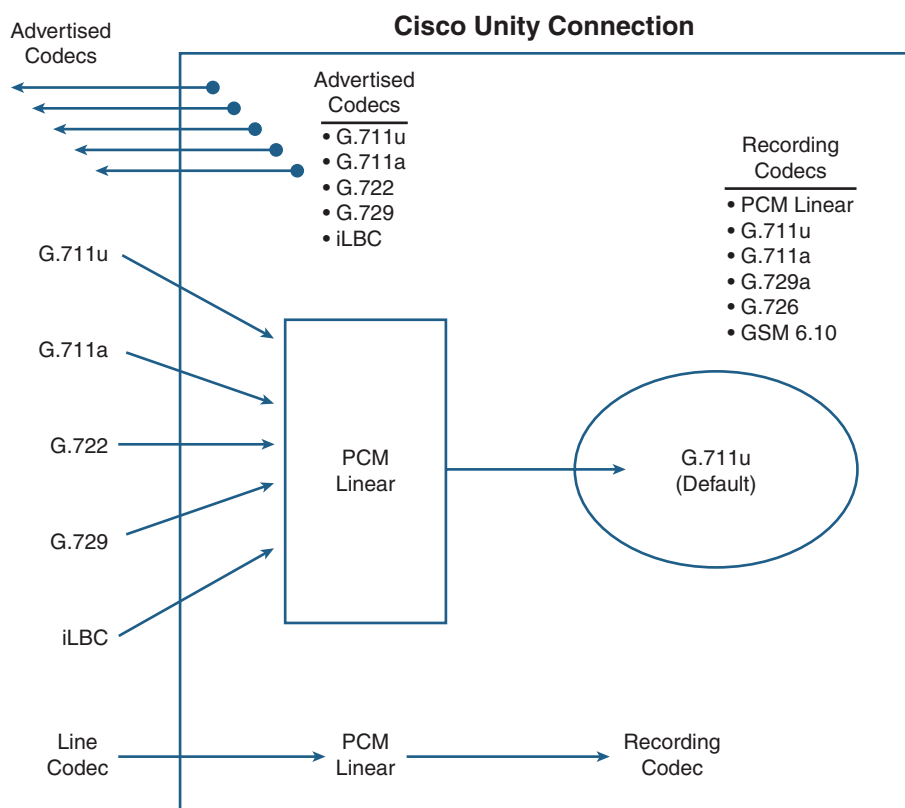 Cisco Unity Connection
Advertised
Codecs
Advertised
Codecs
• G.711u
• G.711a
• G.722
• G.729
• iLBC
Recording
Codecs
• PCM Linear
• G.711u
• G.711a
• G.729a
• G.726
• GSM 6.10
G.711u
G.711a
G.722
G.729
iLBC
PCM
Linear
G.711u
(Default)
Line
Codec
PCM
Linear
Recording
Codec